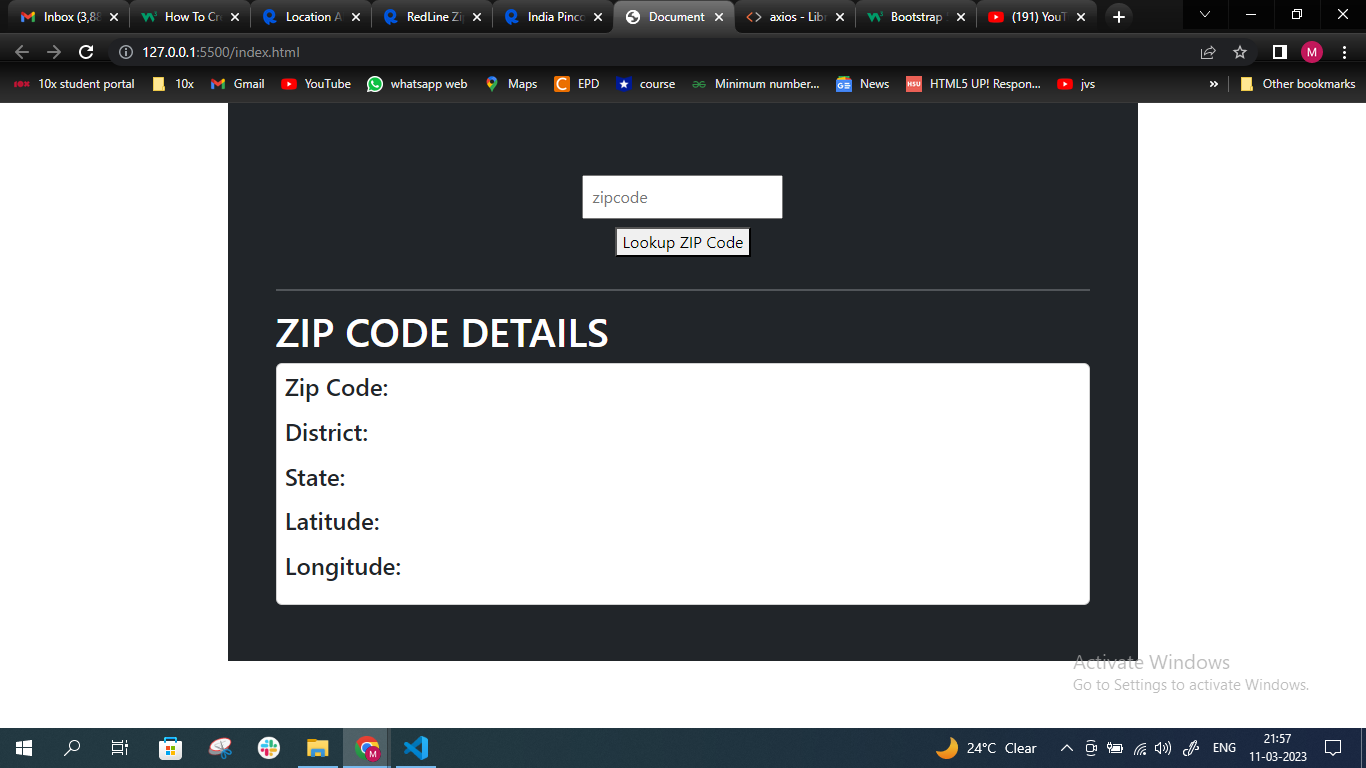 Inbox (3,88 How To Cr Location A RedLine Zi India Pinco Document axios - Libr Bootstrap (191) YouT
127.0.0.1:5500/index.html M
10x student portal 10x Gmail YouTube whatsapp web Maps EPD course Minimum number... News HTML5 UP! Respon... jvs » Other bookmarks
zipcode
Lookup ZIP Code
ZIP CODE DETAILS
Zip Code:
District:
State:
Latitude:
Longitude:
Activate Windows
Go to Settings to activate Windows.
24°C Clear ENG 21:57
11-03-2023